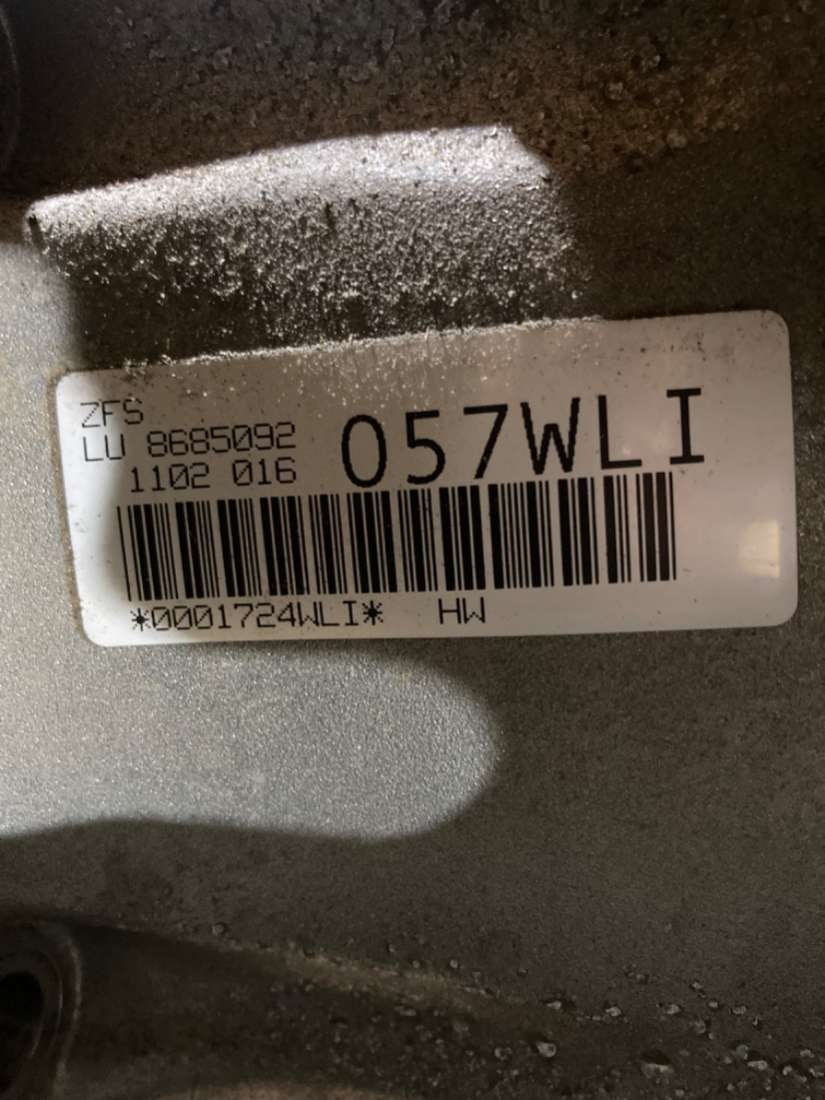 ZFS
LU 8685092
1102 016
057WLI
*0001724WLI* HW